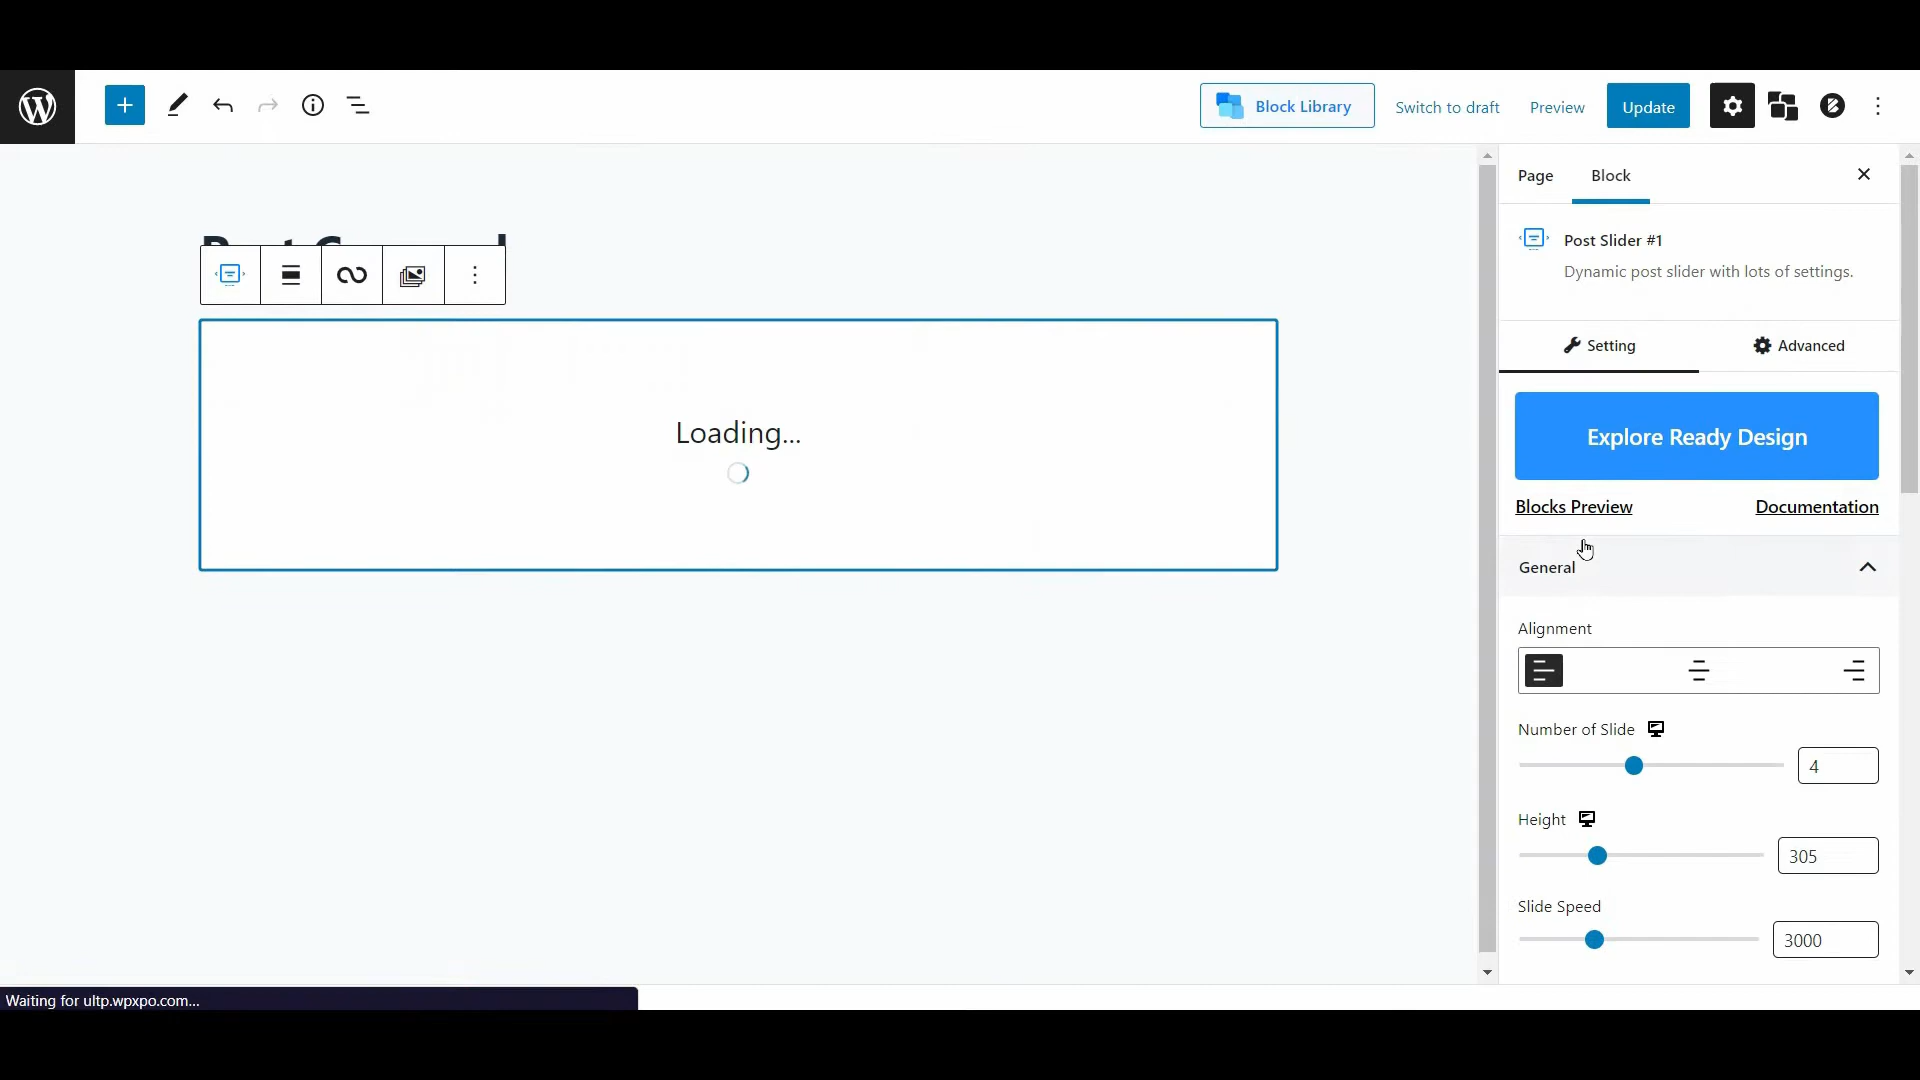 Block Library
Switch to draft
Preview
Update
Page
Block
Post Slider #1
Dynamic post slider with lots of settings.
Setting
Advanced
Explore Ready Design
Blocks Preview
Documentation
General
Alignment
Number of Slide
4
Height
305
Slide Speed
3000
Loading...
Waiting for ultp.wpxpo.com...